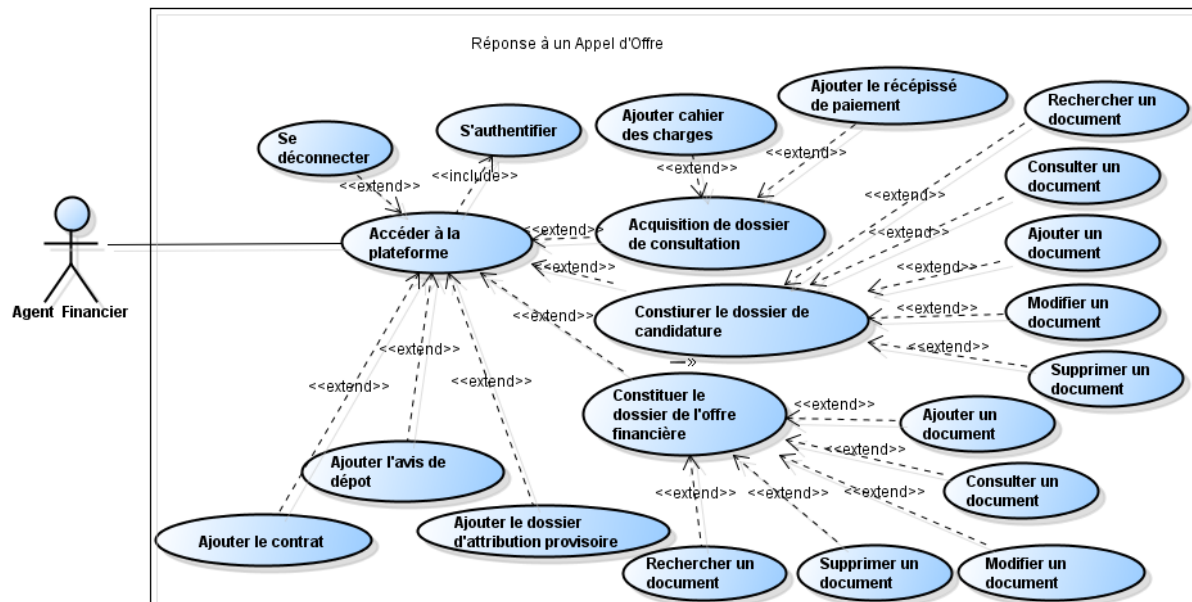 Réponse à un Appel d'Offre
Ajouter le récépissé
de paiement
Rechercher un
document
Ajouter cahier
des charges
S'authentifier
Se
déconnecter
<<extend>>
<<include>>
<<extend>>
<<extend>>
<<extend>>
Consulter un
document
<<extend>>
Accéder à la
plateforme
<<extend>>
Acquisition de dossier
de consultation
Ajouter un
document
<<extend>>
<<extend>>
Agent Financier
Constiurer le dossier de
candidature
<<extend>>
Modifier un
document
<<extend>>
<<extend>>
Supprimer un
document
<<extend>>
<<extend>>
<<extend>>
Constituer le
dossier de l'offre
financière
<<extend>>
Ajouter un
document
<<extend>>
Consulter un
document
<<extend>>
<<extend>>
<<extend>>
Ajouter l'avis de
dépot
Ajouter le contrat
Ajouter le dossier
d'attribution provisoire
Rechercher un
document
Supprimer un
document
Modifier un
document